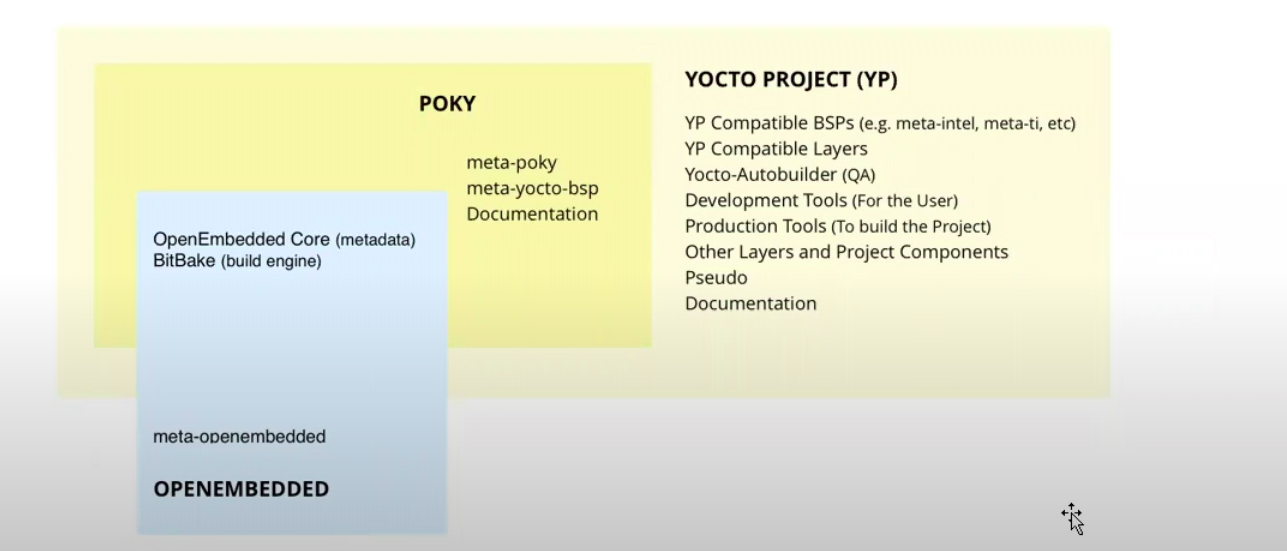 POKY
meta-poky
meta-yocto-bsp
Documentation
OpenEmbedded Core (metadata)
BitBake (build engine)
meta-openembedded
OPENEMBEDDED
YOCTO PROJECT (YP)
YP Compatible BSPs (e.g. meta-intel, meta-ti, etc)
YP Compatible Layers
Yocto-Autobuilder (QA)
Development Tools (For the User)
Production Tools (To build the Project)
Other Layers and Project Components
Pseudo
Documentation